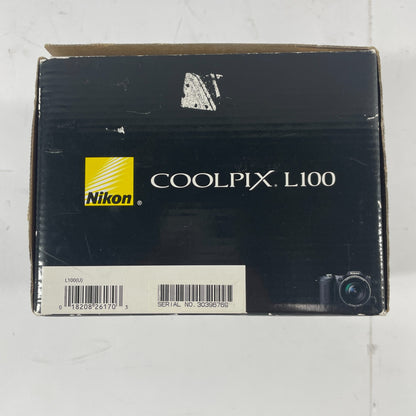 Nikon®
COOLPIX L100
L100(U)
0 18208 26170 3
SERIAL NO. 30398769